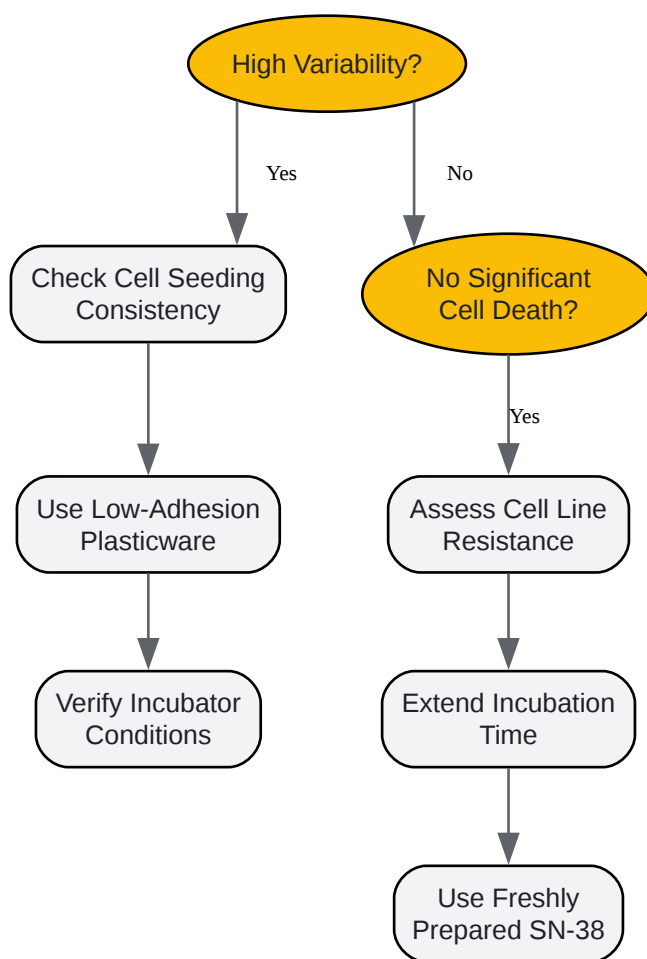 High Variability?
Yes
No
Check Cell Seeding
Consistency
No Significant
Cell Death?
Yes
Use Low-Adhesion
Plasticware
Assess Cell Line
Resistance
Verify Incubator
Conditions
Extend Incubation
Time
Use Freshly
Prepared SN-38